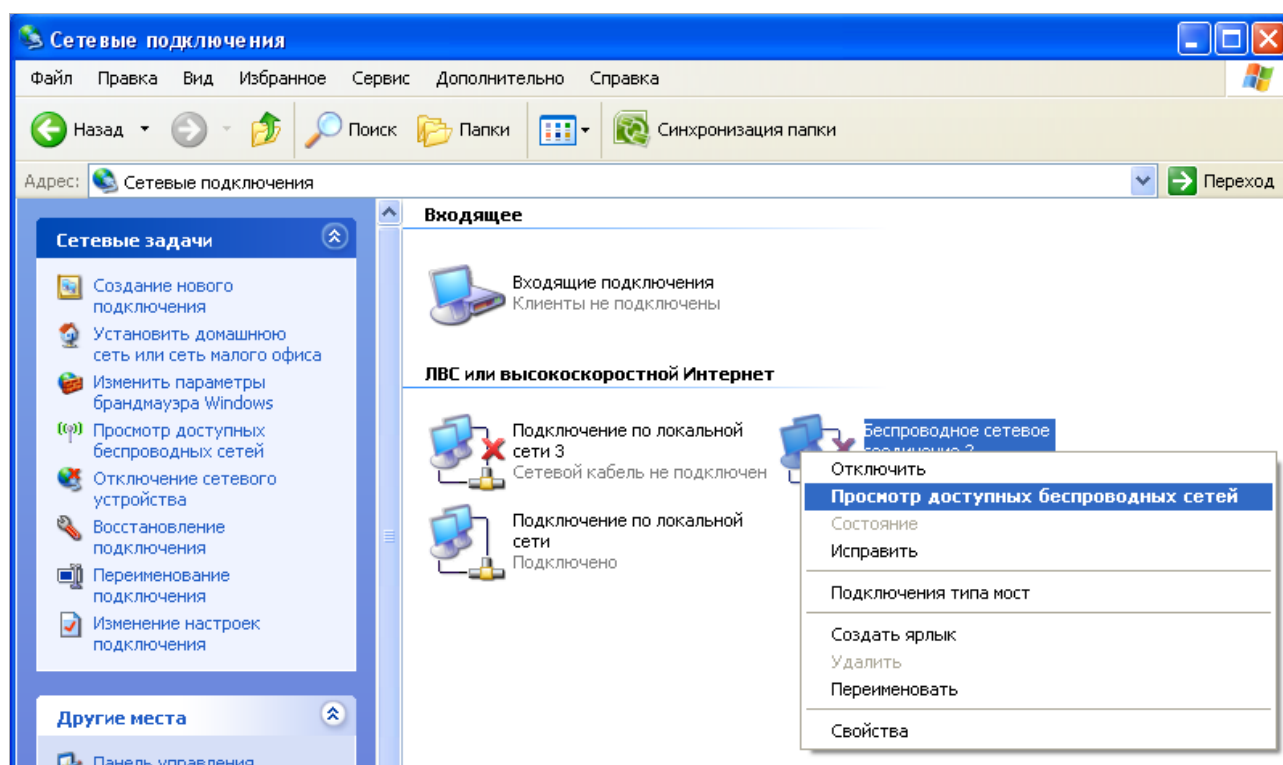 Сетевые подключения
Файл Правка Вид Избранное Сервис Дополнительно Справка
Назад Поиск Папки Синхронизация папки
Адрес: Сетевые подключения Переход
Сетевые задачи
Создание нового
подключения
Установить домашнюю
сеть или сеть малого офиса
Изменить параметры
брандмауэра Windows
Просмотр доступных
беспроводных сетей
Отключение сетевого
устройства
Восстановление
подключения
Переименование
подключения
Изменение настроек
подключения
Другие места
Панель управления
Входящее
Входящие подключения
Клиенты не подключены
ЛВС или высокоскоростной Интернет
Подключение по локальной
сети 3
Сетевой кабель не подключен
Беспроводное сетевое
соединение 2
Подключение по локальной
сети
Подключено
Отключить
Просмотр доступных беспроводных сетей
Состояние
Исправить
Подключения типа мост
Создать ярлык
Удалить
Переименовать
Свойства